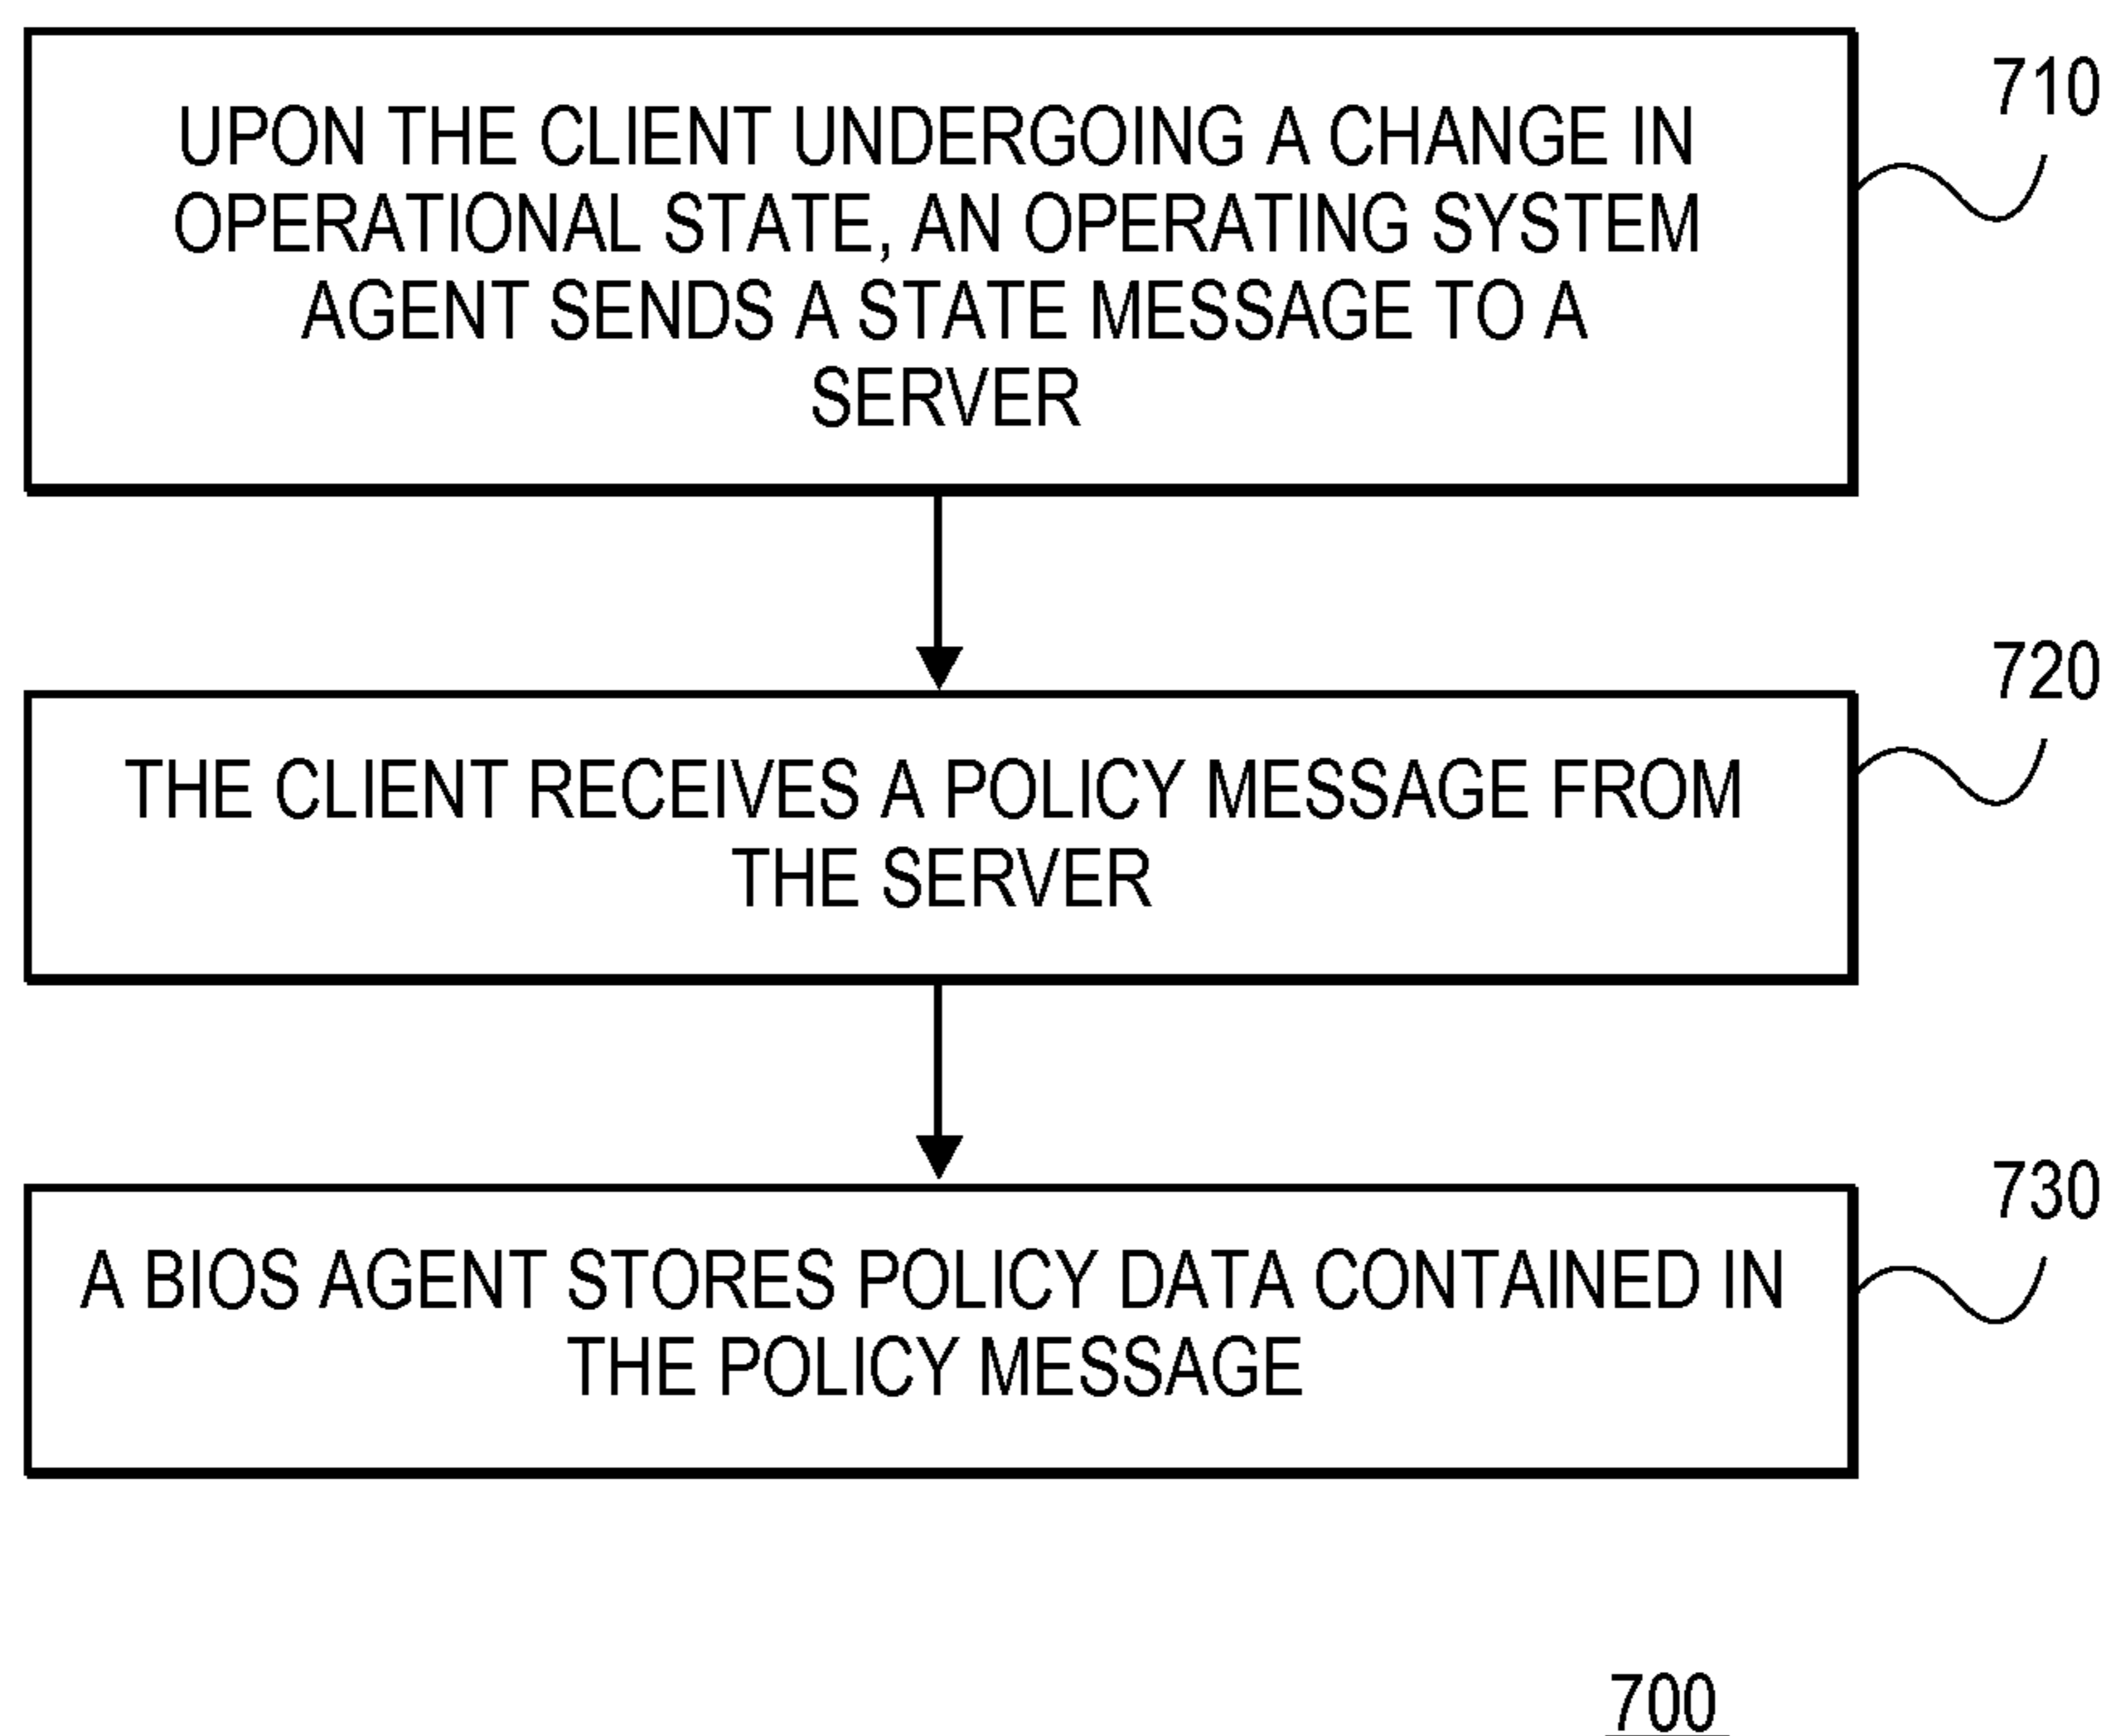 710
UPON THE CLIENT UNDERGOING A CHANGE IN
OPERATIONAL STATE, AN OPERATING SYSTEM
AGENT SENDS A STATE MESSAGE TO A
SERVER
720
THE CLIENT RECEIVES A POLICY MESSAGE FROM
THE SERVER
730
A BIOS AGENT STORES POLICY DATA CONTAINED IN
THE POLICY MESSAGE
700